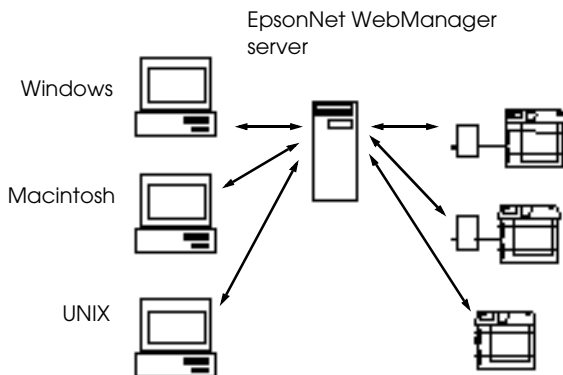 EpsonNet WebManager
server
Windows
Macintosh
UNIX